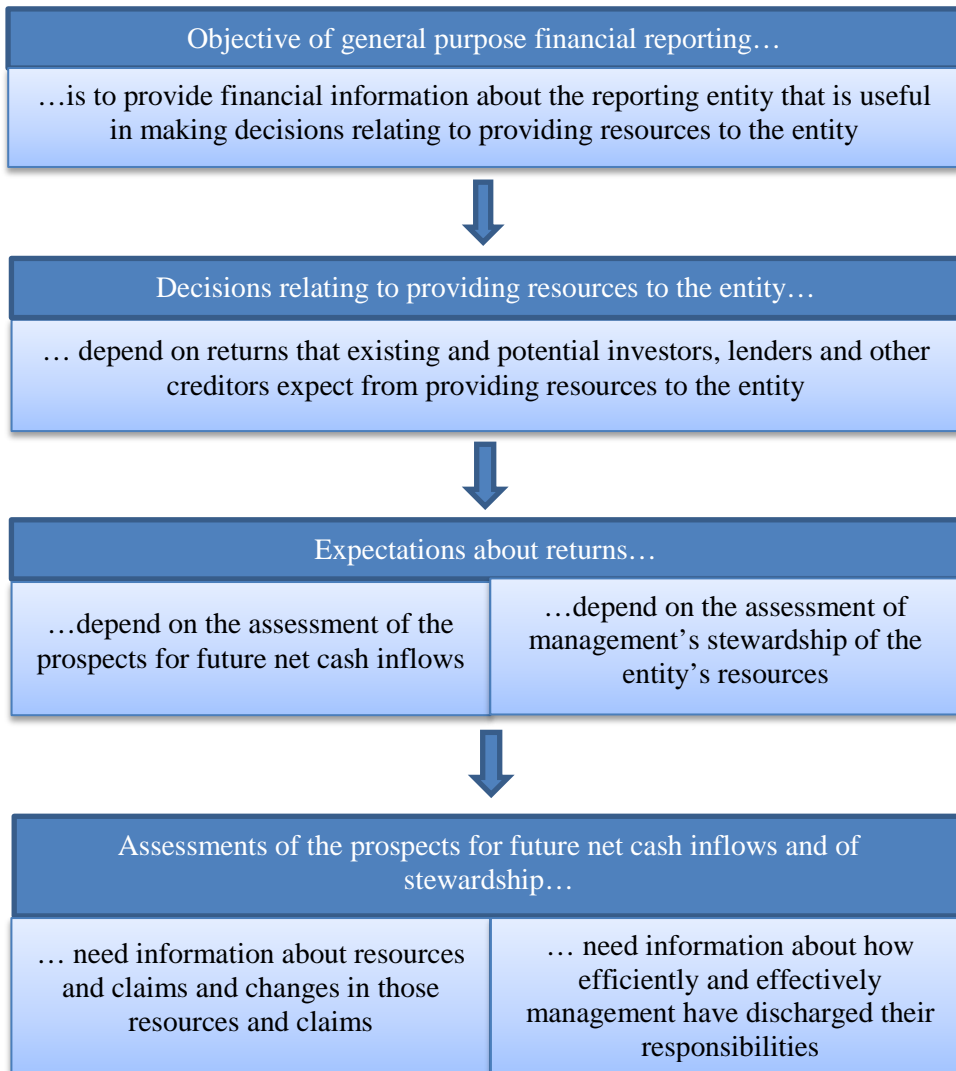 Objective of general purpose financial reporting…
…is to provide financial information about the reporting entity that is useful
in making decisions relating to providing resources to the entity
Decisions relating to providing resources to the entity…
… depend on returns that existing and potential investors, lenders and other
creditors expect from providing resources to the entity
Expectations about returns…
…depend on the assessment of the
prospects for future net cash inflows
…depend on the assessment of
management’s stewardship of the
entity’s resources
Assessments of the prospects for future net cash inflows and of
stewardship…
… need information about resources
and claims and changes in those
resources and claims
… need information about how
efficiently and effectively
management have discharged their
responsibilities